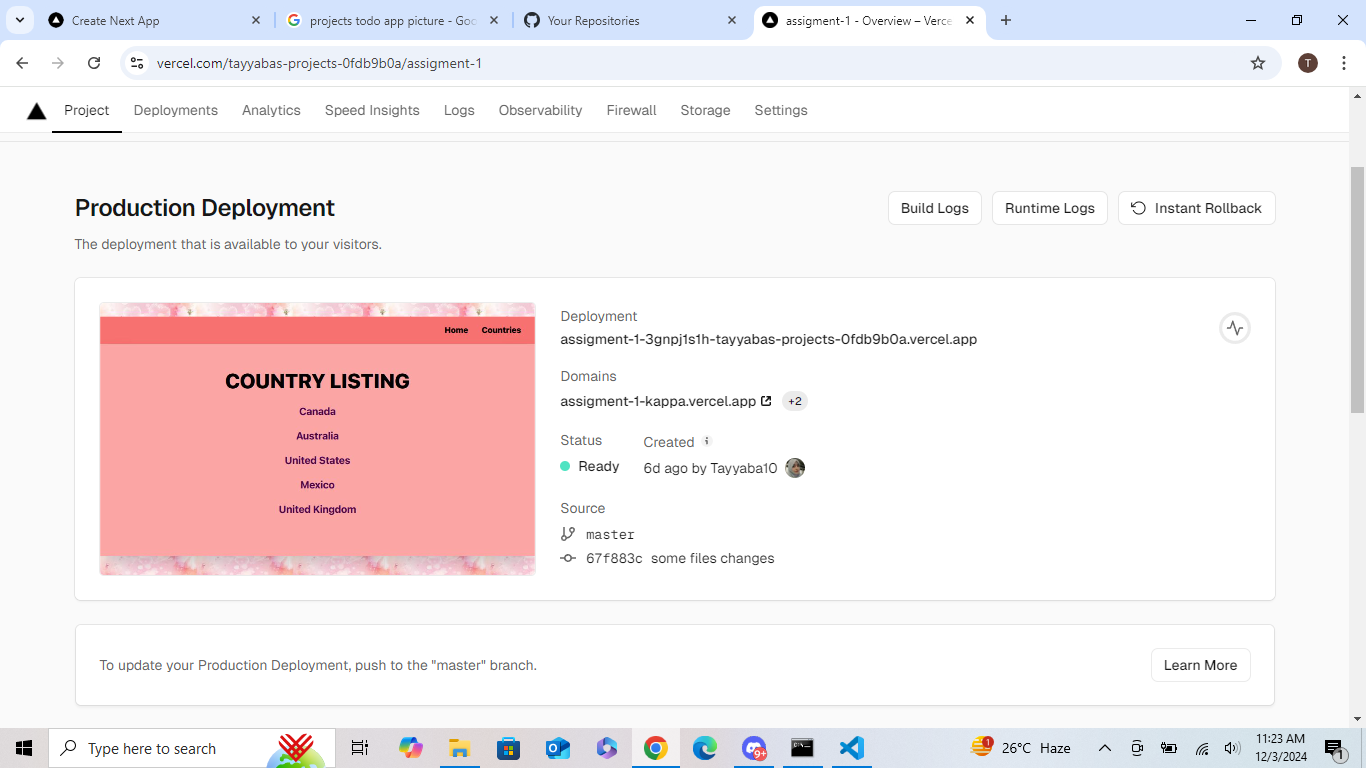 Create Next App
projects todo app picture - Goo
Your Repositories
assigment-1 - Overview – Verce
vercel.com/tayyabas-projects-0fdb9b0a/assigment-1
T
Project Deployments Analytics Speed Insights Logs Observability Firewall Storage Settings
Production Deployment
Build Logs
Runtime Logs
Instant Rollback
The deployment that is available to your visitors.
Home Countries
COUNTRY LISTING
Canada
Australia
United States
Mexico
United Kingdom
Deployment
assigment-1-3gnpj1s1h-tayyabas-projects-0fdb9b0a.vercel.app
Domains
assigment-1-kappa.vercel.app +2
Status
Created
Ready
6d ago by Tayyaba10
Source
master
67f883c some files changes
To update your Production Deployment, push to the "master" branch.
Learn More
Type here to search
9+
1
26°C Haze
11:23 AM
12/3/2024
1